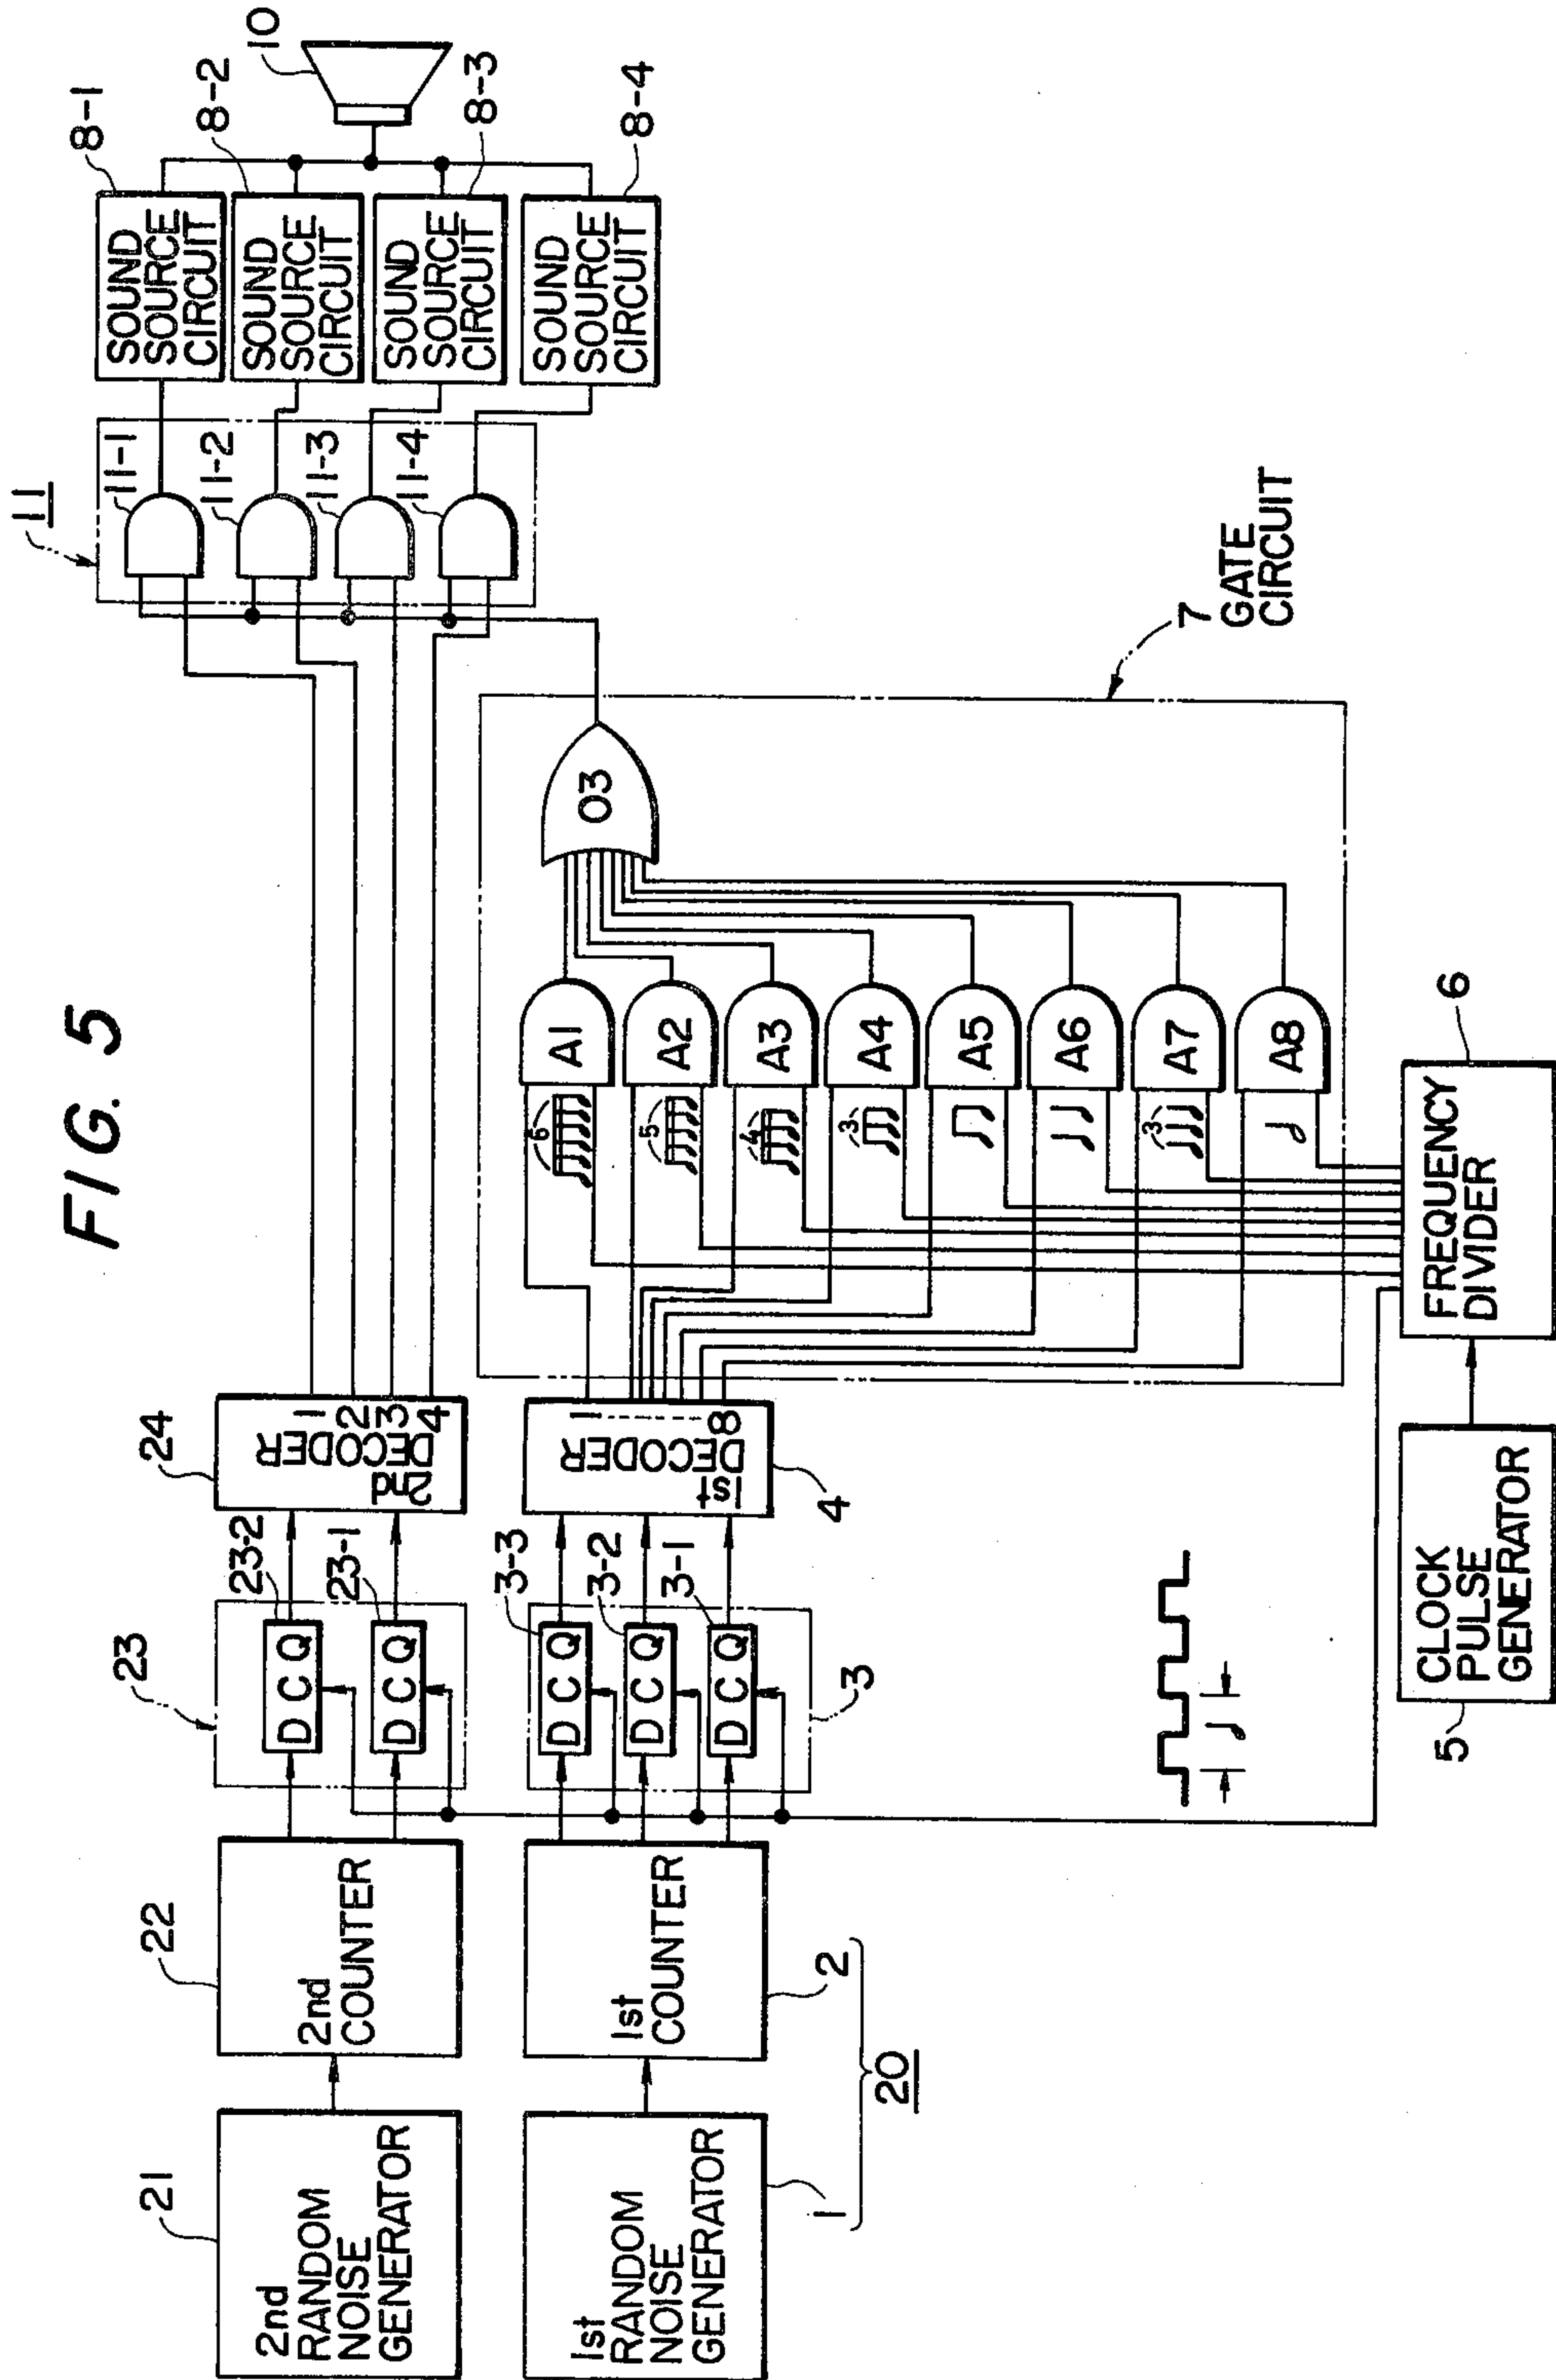 FIG. 5
21
2nd
RANDOM
NOISE
GENERATOR
22
2nd
COUNTER
23
23-2
D C Q
23-1
D C Q
24
2nd
DECODER
1
2
3
4
11
11-1
11-2
11-3
11-4
8-1
SOUND
SOURCE
CIRCUIT
8-2
SOUND
SOURCE
CIRCUIT
8-3
SOUND
SOURCE
CIRCUIT
8-4
SOUND
SOURCE
CIRCUIT
10
1st
RANDOM
NOISE
GENERATOR
1
1st
COUNTER
2
20
3-3
D C Q
3-2
D C Q
3-1
D C Q
3
1st
DECODER
1
8
4
6
A1
5
A2
4
A3
3
A4
A5
A6
3
A7
A8
03
7
GATE
CIRCUIT
5
CLOCK
PULSE
GENERATOR
6
FREQUENCY
DIVIDER